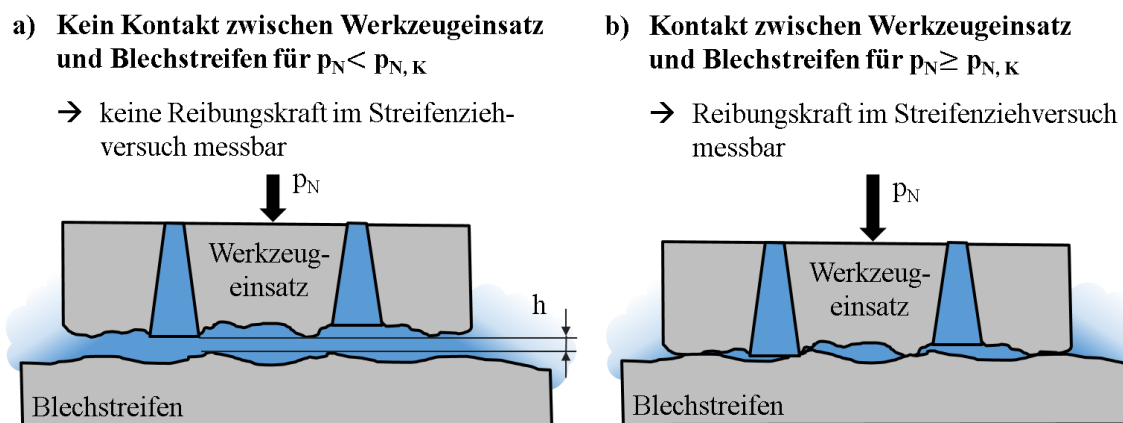 a) Kein Kontakt zwischen Werkzeugeinsatz
und Blechstreifen für pN< pN, K
→ keine Reibungskraft im Streifenzieh-
versuch messbar
pN
Werkzeug-
einsatz
h
Blechstreifen
b) Kontakt zwischen Werkzeugeinsatz
und Blechstreifen für pN≥ pN, K
→ Reibungskraft im Streifenziehversuch
messbar
pN
Werkzeug-
einsatz
Blechstreifen